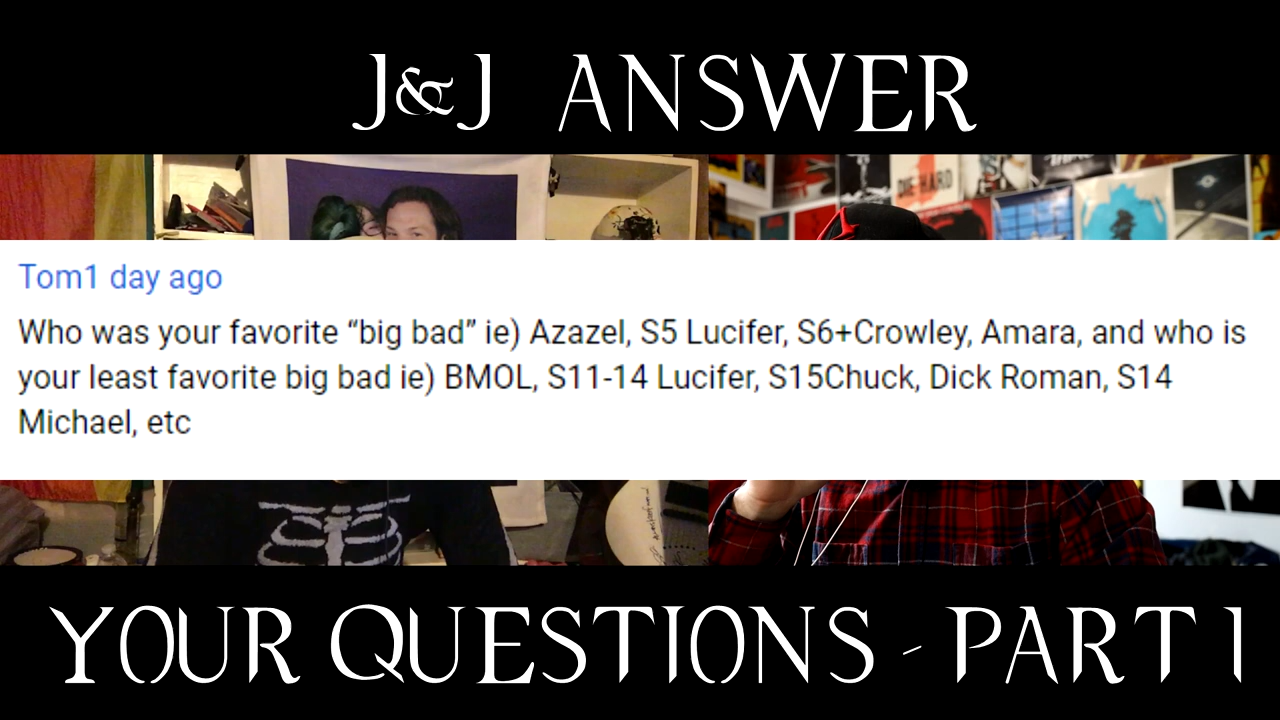 J&J ANSWER
DIE-HARD
Tom1 day ago
Who was your favorite “big bad” ie) Azazel, S5 Lucifer, S6+Crowley, Amara, and who is
your least favorite big bad ie) BMOL, S11-14 Lucifer, S15Chuck, Dick Roman, S14
Michael, etc
YOUR QUESTIONS - PART 1